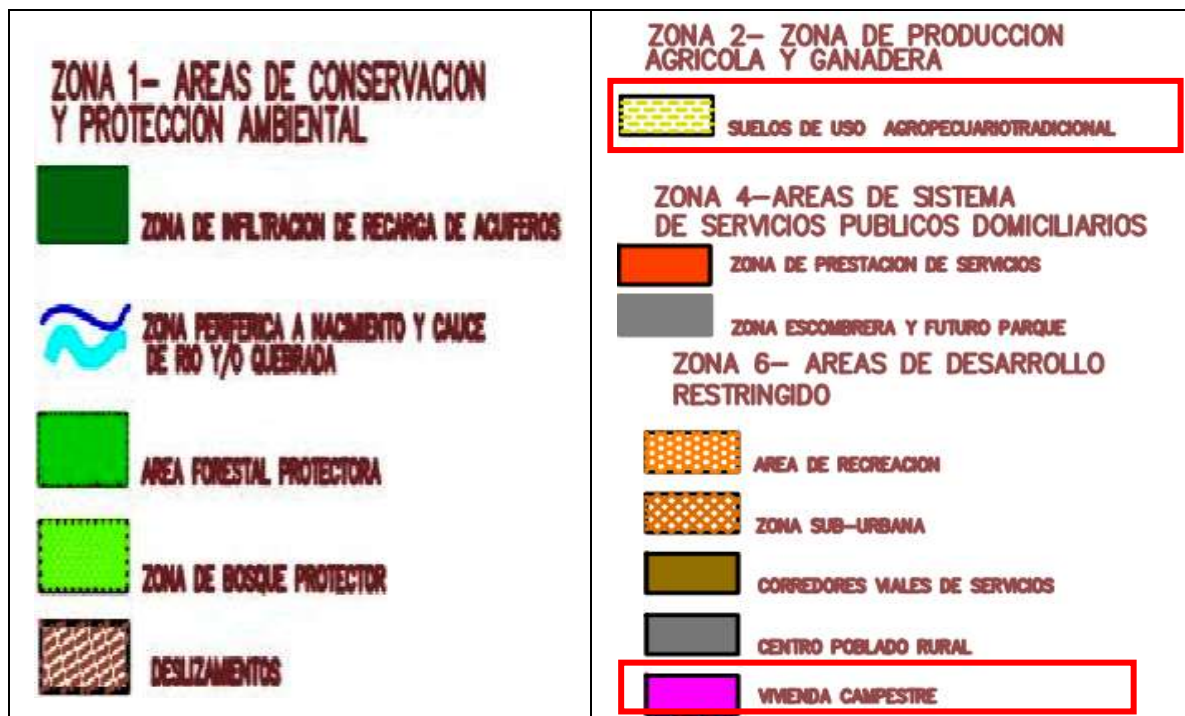 ZONA 1- AREAS DE CONSERVACION
Y PROTECCION AMBIENTAL
ZONA DE INFILTRACION DE RECARGA DE ACUIFEROS
ZONA PERIFERICA A NACIMIENTO Y CAUCE
DE RIO Y/O QUEBRADA
AREA FORESTAL PROTECTORA
ZONA DE BOSQUE PROTECTOR
DESLIZAMIENTOS
ZONA 2- ZONA DE PRODUCCION
AGRICOLA Y GANADERA
SUELOS DE USO AGROPECUARIOTRADICIONAL
ZONA 4-AREAS DE SISTEMA
DE SERVICIOS PUBLICOS DOMICILIARIOS
ZONA DE PRESTACION DE SERVICIOS
ZONA ESCOMBRERA Y FUTURO PARQUE
ZONA 6- AREAS DE DESARROLLO
RESTRINGIDO
AREA DE RECREACION
ZONA SUB-URBANA
CORREDORES VIALES DE SERVICIOS
CENTRO POBLADO RURAL
VIVIENDA CAMPESTRE